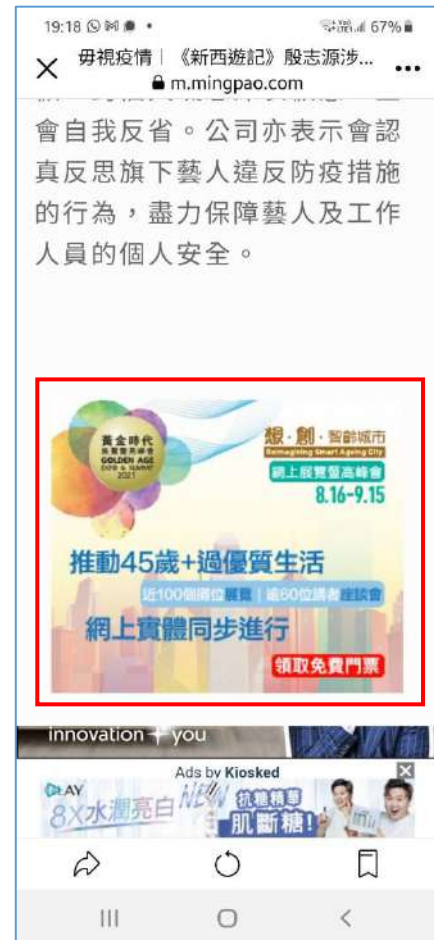 19:18
67%
毋視疫情｜《新西遊記》殷志源涉...
m.mingpao.com
會自我反省。公司亦表示會認
真反思旗下藝人違反防疫措施
的行為，盡力保障藝人及工作
人員的個人安全。
黃金時代
展覽暨高峰會
GOLDEN AGE
EXPO & SUMMIT
2021
想·創·智齡城市
Reimagining Smart Ageing City
網上展覽暨高峰會
8.16-9.15
推動45歲+過優質生活
近100個攤位展覽｜逾60位講者座談會
網上實體同步進行
領取免費門票
innovation + you
Ads by Kiosked
OLAY
8X水潤亮白
NEW
抗糖精華
肌斷糖!